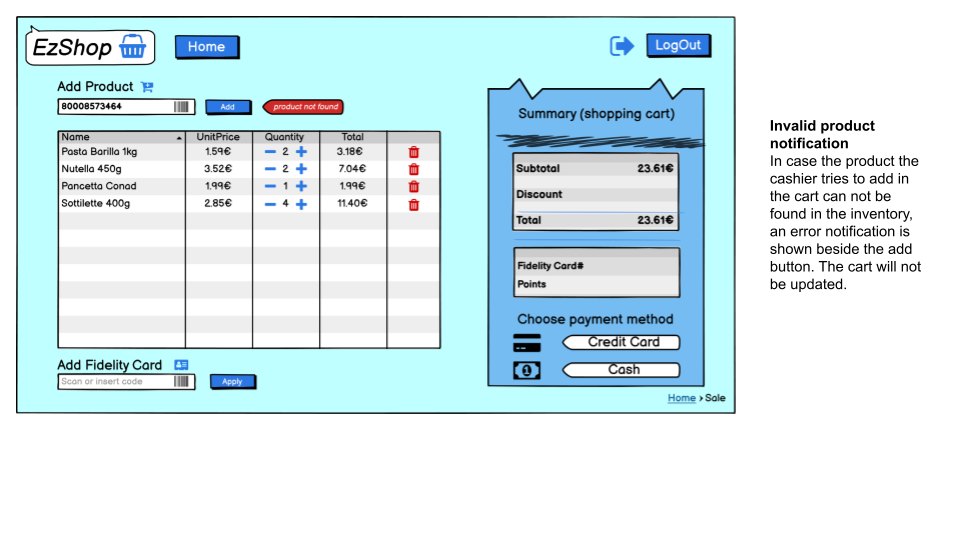 EzShop
Home
LogOut
Add Product
80008573464
Add
product not found
Name UnitPrice Quantity Total
Pasta Barilla 1kg 1.59€ 2 3.18€
Nutella 450g 3.52€ 2 7.04€
Pancetta Conad 1.99€ 1 1.99€
Sottilette 400g 2.85€ 4 11.40€
Add Fidelity Card
Scan or insert code
Apply
Summary (shopping cart)
Subtotal 23.61€
Discount
Total 23.61€
Fidelity Card#
Points
Choose payment method
Credit Card
1
Cash
Home > Sale
Invalid product
notification
In case the product the
cashier tries to add in
the cart can not be
found in the inventory,
an error notification is
shown beside the add
button. The cart will not
be updated.